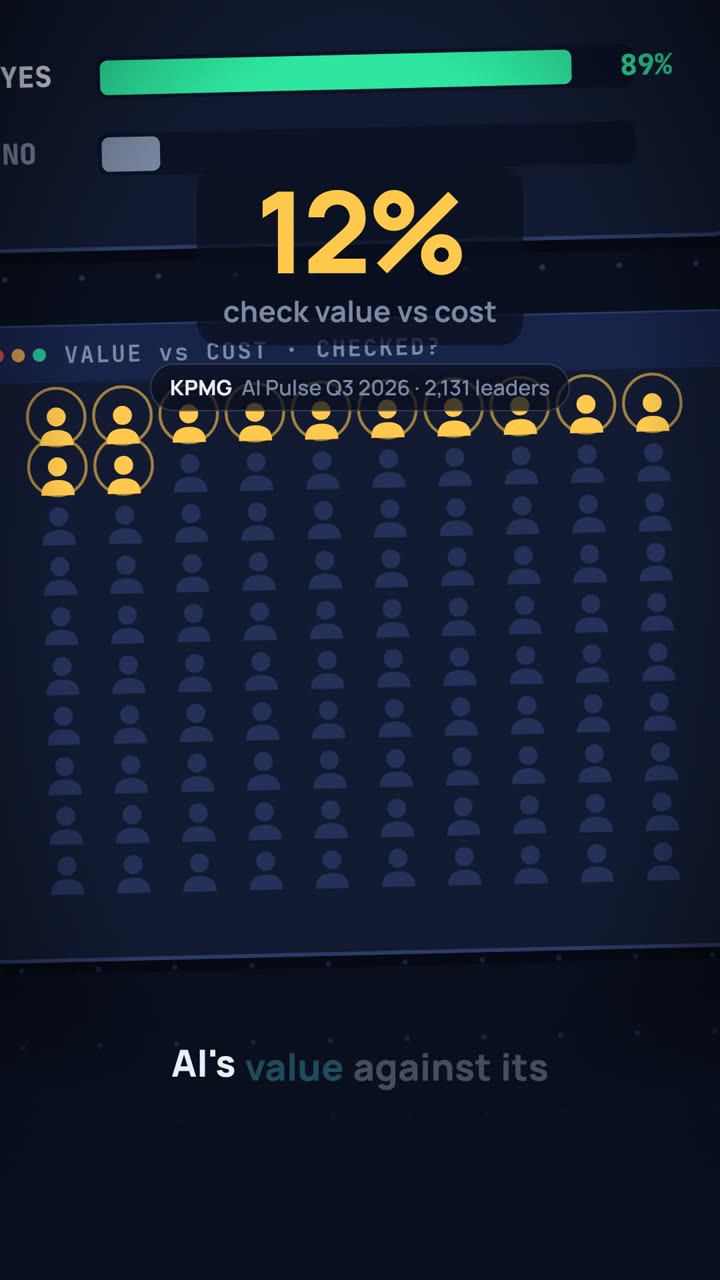 YES 89%
NO
12%
check value vs cost
VALUE vs COST · CHECKED?
KPMG AI Pulse Q3 2026 · 2,131 leaders
AI's value against its